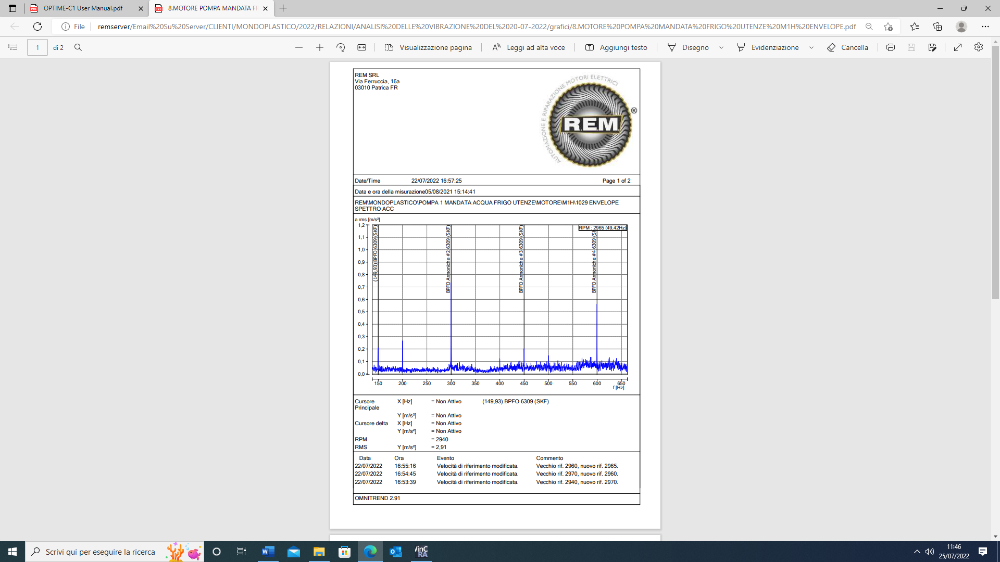 OPTIME-C1 User Manual.pdf
8.MOTORE POMPA MANDATA FR
File
remserver/Email%20Su%20Server/CLIENTI/MONDOPLASTICO/2022/RELAZIONI/ANALISI%20DELLE%20VIBRAZIONE%20DEL%2020-07-2022/grafici/8.MOTORE%20POMPA%20MANDATA%20FRIGO%20UTENZE%20M1H%20ENVELOPE.pdf
1 di 2
Visualizzazione pagina
Leggi ad alta voce
Aggiungi testo
Disegno
Evidenziazione
Cancella
REM SRL
Via Ferruccia, 16a
03010 Patrica FR
AUTOMAZIONE E RIPARAZIONE MOTORI ELETTRICI
R.E.M.
®
Date/Time 22/07/2022 16:57:25 Page 1 of 2
Data e ora della misurazione05/08/2021 15:14:41
REM\MONDOPLASTICO\POMPA 1 MANDATA ACQUA FRIGO UTENZE\MOTORE\M1H\1029 ENVELOPE
SPETTRO ACC
a rms [m/s²]
RPM : 2965 (49,42Hz)
1,2
1,1
1,0
0,9
0,8
0,7
0,6
0,5
0,4
0,3
0,2
0,1
0,0
(149,93) BPFO 6309 (SKF)
BPFO Armoniche #2 6309 (SKF)
BPFO Armoniche #3 6309 (SKF)
BPFO Armoniche #4 6309 (SK
150 200 250 300 350 400 450 500 550 600 650
f [Hz]
Cursore X [Hz] = Non Attivo (149,93) BPFO 6309 (SKF)
Principale
Y [m/s²] = Non Attivo
Cursore delta X [Hz] = Non Attivo
Y [m/s²] = Non Attivo
RPM = 2940
RMS Y [m/s²] = 2,91
Data Ora Evento Commento
22/07/2022 16:55:16 Velocità di riferimento modificata. Vecchio rif. 2960, nuovo rif. 2965.
22/07/2022 16:54:45 Velocità di riferimento modificata. Vecchio rif. 2970, nuovo rif. 2960.
22/07/2022 16:53:39 Velocità di riferimento modificata. Vecchio rif. 2940, nuovo rif. 2970.
OMNITREND 2.91
Scrivi qui per eseguire la ricerca
11:46
25/07/2022